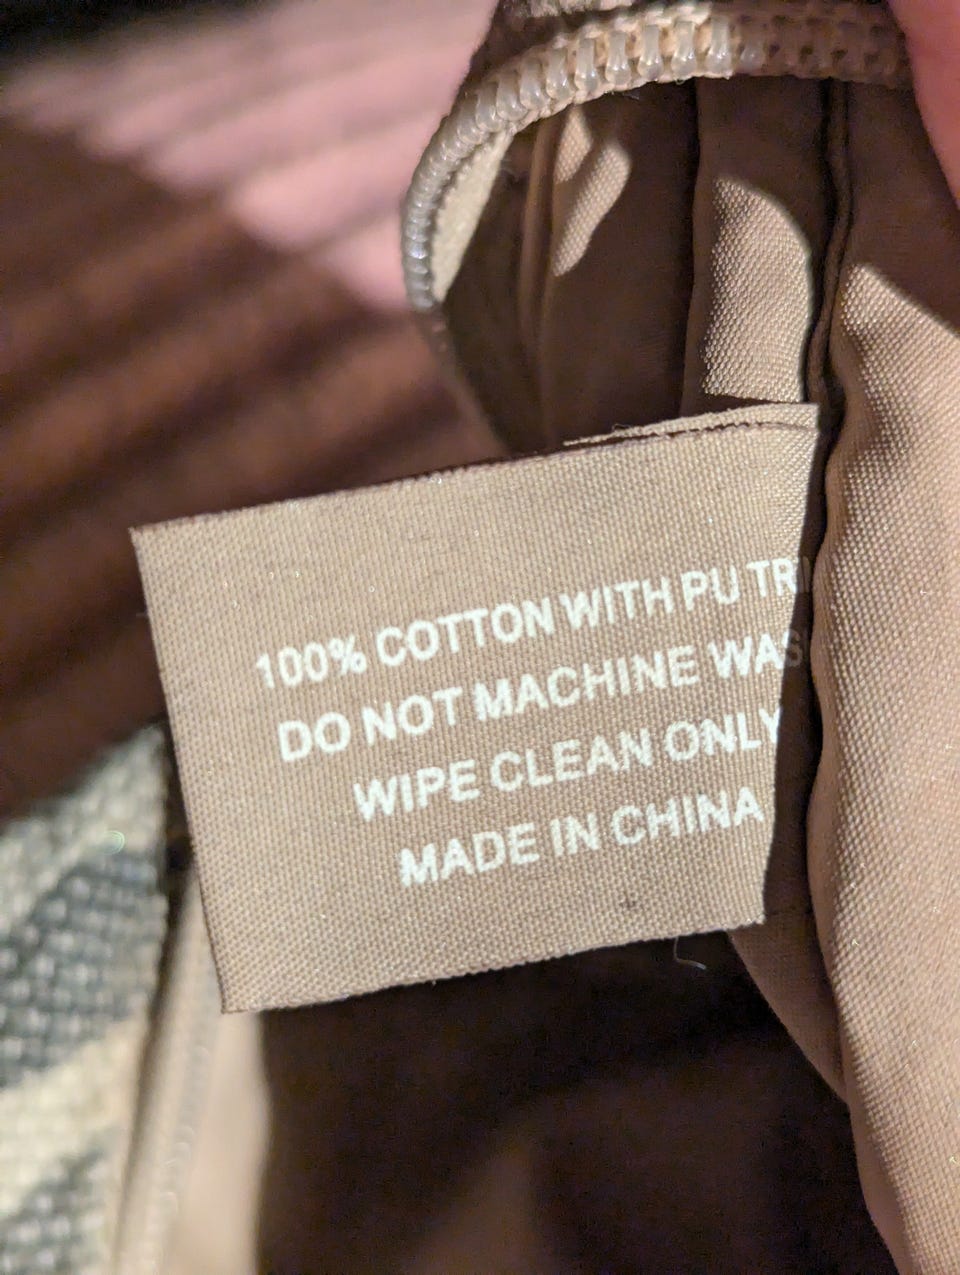 100% COTTON WITH PU TRI
DO NOT MACHINE WAS
WIPE CLEAN ONLY
MADE IN CHINA